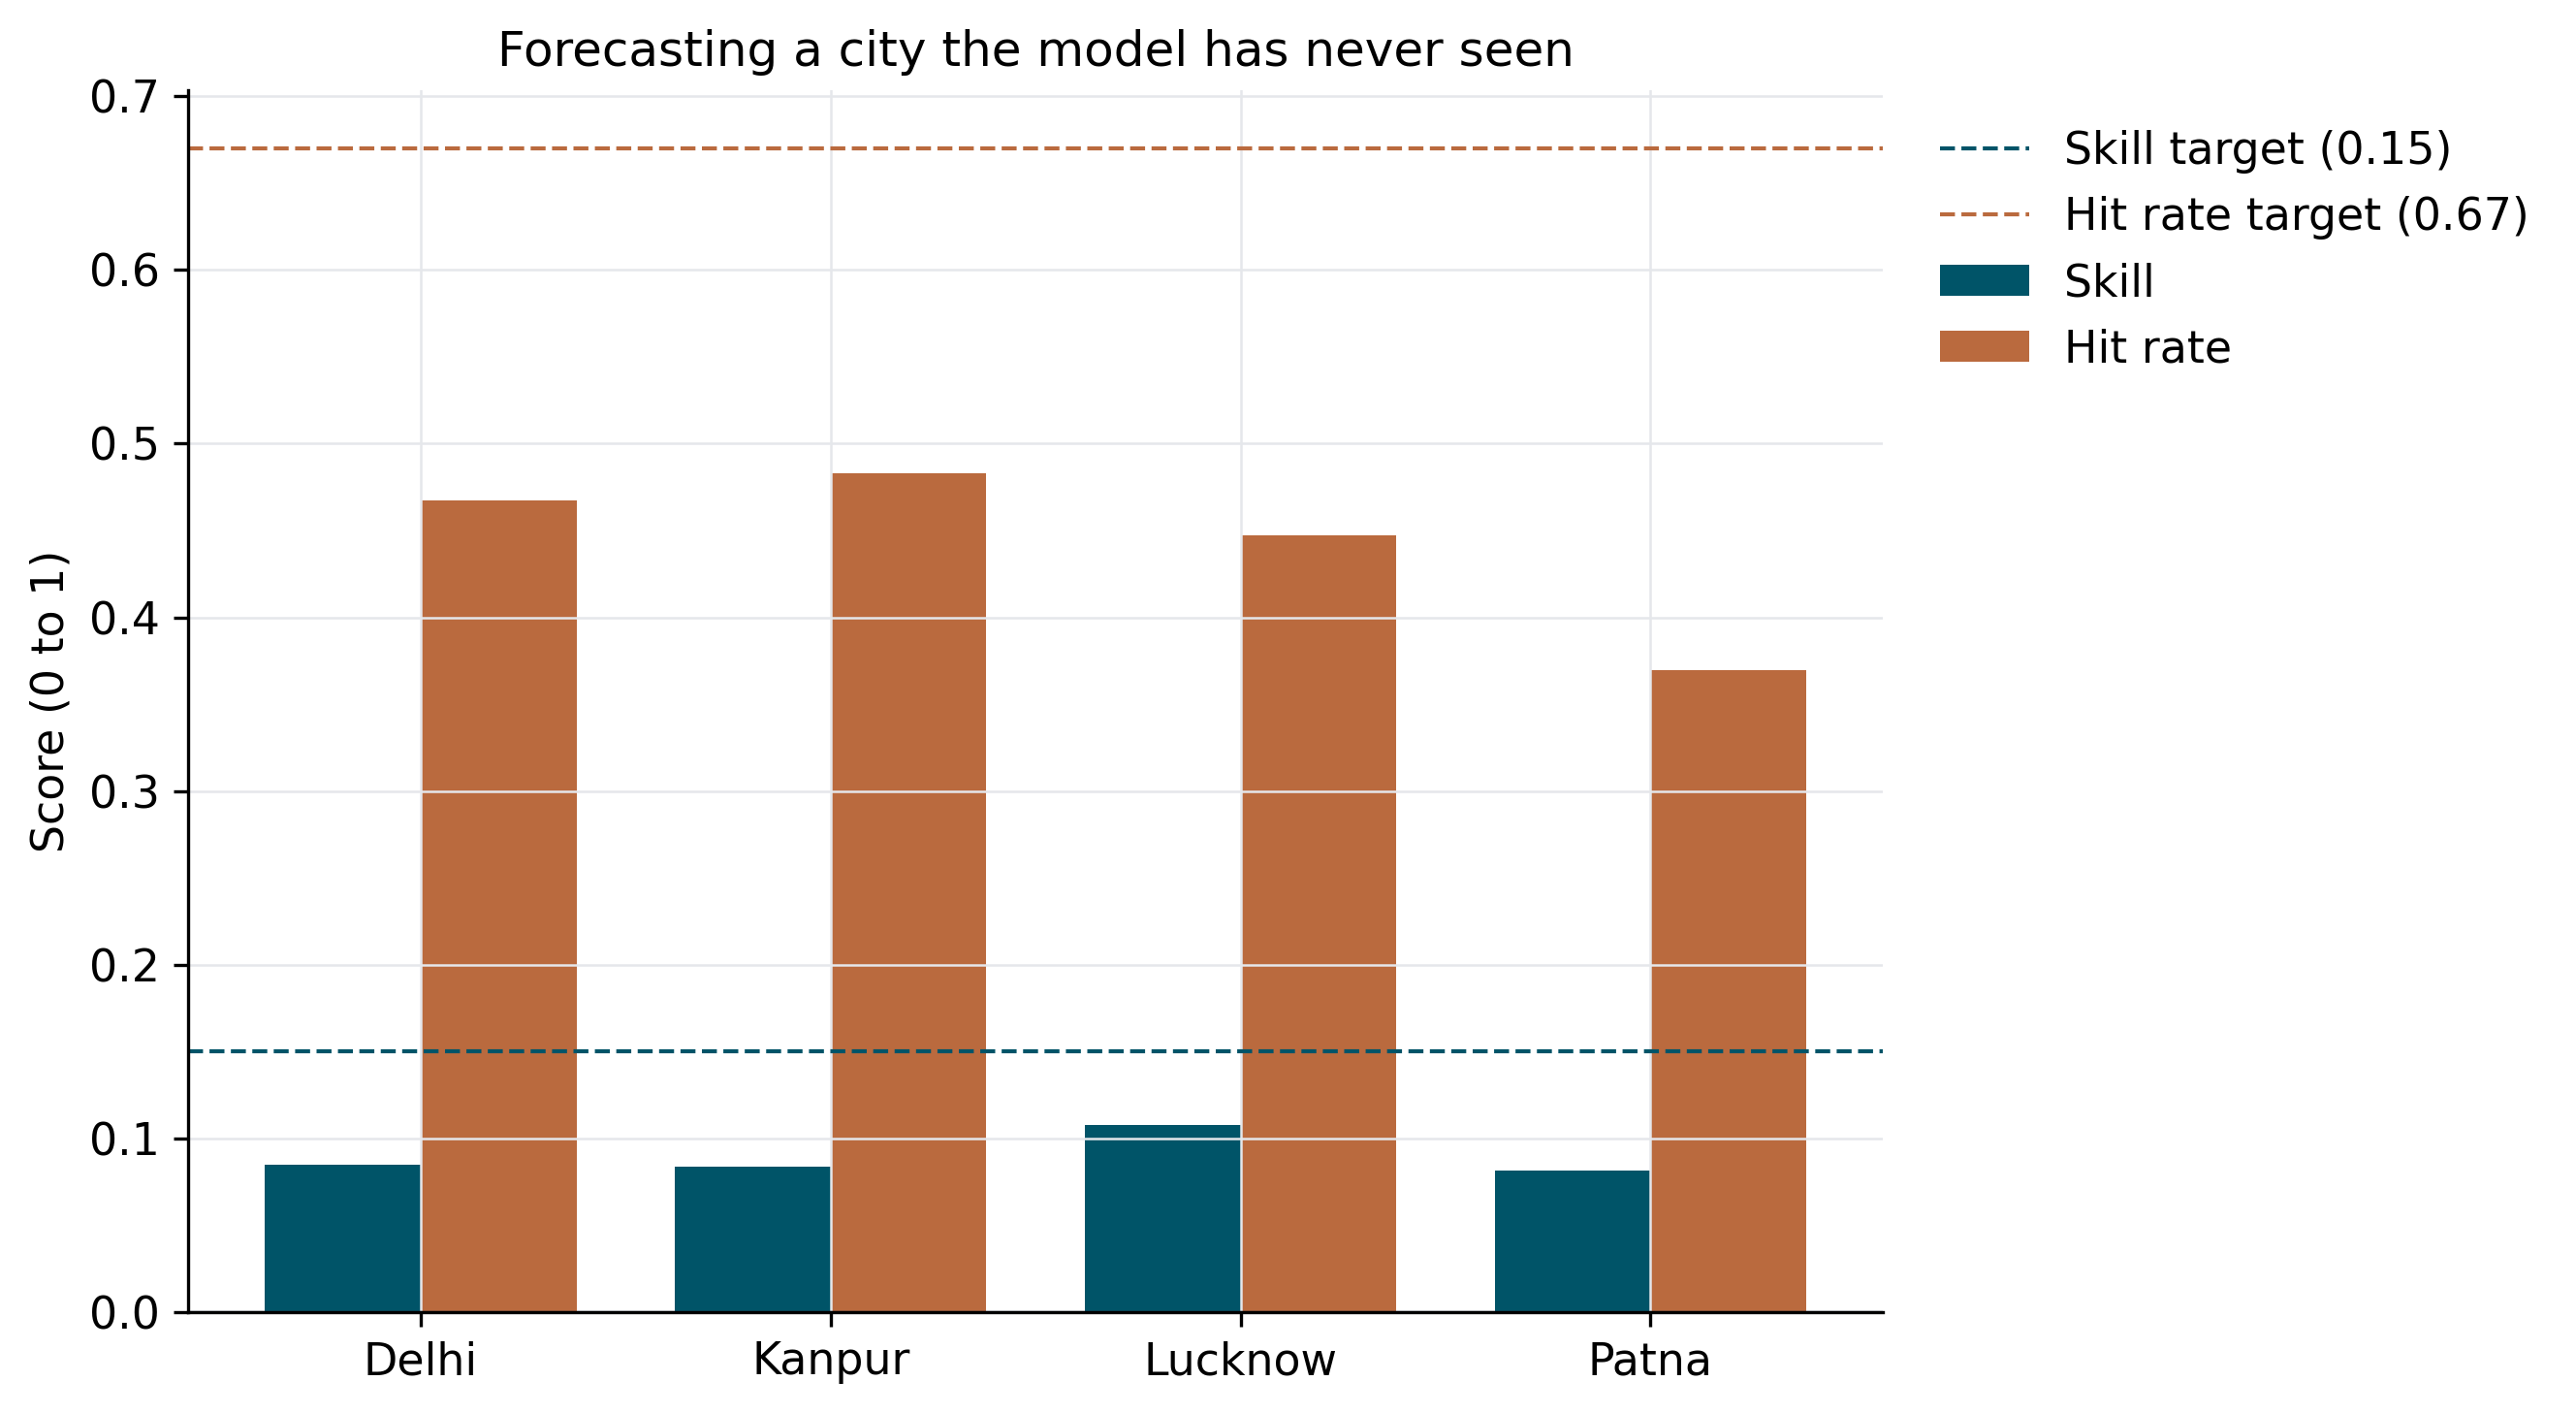 Forecasting a city the model has never seen
Score (0 to 1)
0.7
0.6
0.5
0.4
0.3
0.2
0.1
0.0
Delhi
Kanpur
Lucknow
Patna
Skill target (0.15)
Hit rate target (0.67)
Skill
Hit rate